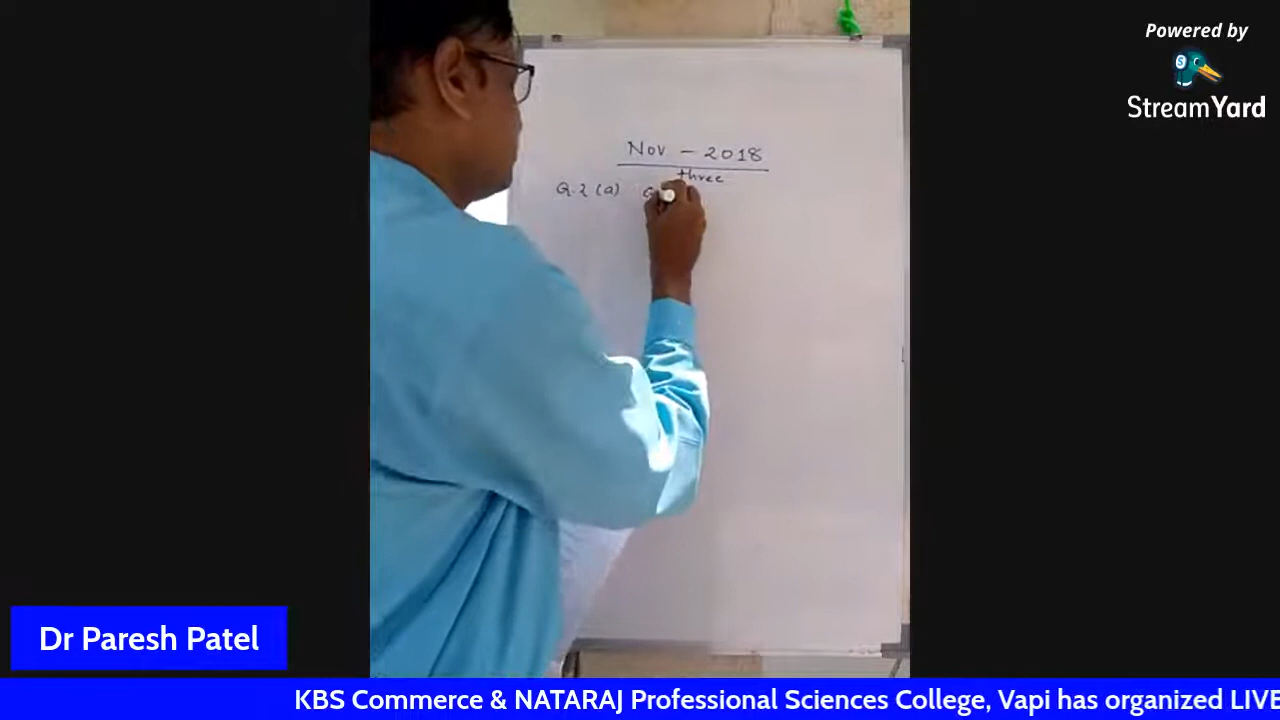 Powered by
StreamYard
Nov - 2018
three
Q.2 (a)
Dr Paresh Patel
KBS Commerce & NATARAJ Professional Sciences College, Vapi has organized LIVE